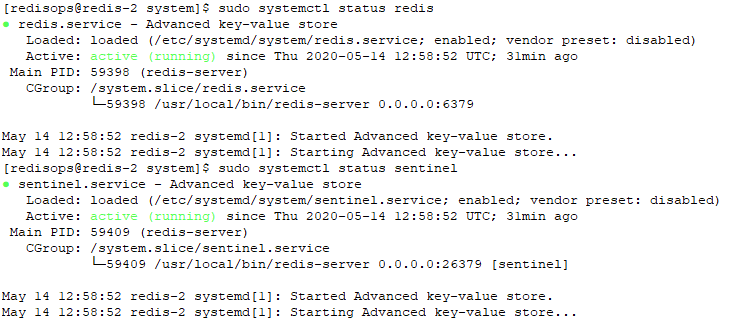 [redisops@redis-2 system]$ sudo systemctl status redis
● redis.service - Advanced key-value store
   Loaded: loaded (/etc/systemd/system/redis.service; enabled; vendor preset: disabled)
   Active: active (running) since Thu 2020-05-14 12:58:52 UTC; 31min ago
 Main PID: 59398 (redis-server)
   CGroup: /system.slice/redis.service
           └─59398 /usr/local/bin/redis-server 0.0.0.0:6379

May 14 12:58:52 redis-2 systemd[1]: Started Advanced key-value store.
May 14 12:58:52 redis-2 systemd[1]: Starting Advanced key-value store...
[redisops@redis-2 system]$ sudo systemctl status sentinel
● sentinel.service - Advanced key-value store
   Loaded: loaded (/etc/systemd/system/sentinel.service; enabled; vendor preset: disabled)
   Active: active (running) since Thu 2020-05-14 12:58:52 UTC; 31min ago
 Main PID: 59409 (redis-server)
   CGroup: /system.slice/sentinel.service
           └─59409 /usr/local/bin/redis-server 0.0.0.0:26379 [sentinel]

May 14 12:58:52 redis-2 systemd[1]: Started Advanced key-value store.
May 14 12:58:52 redis-2 systemd[1]: Starting Advanced key-value store...